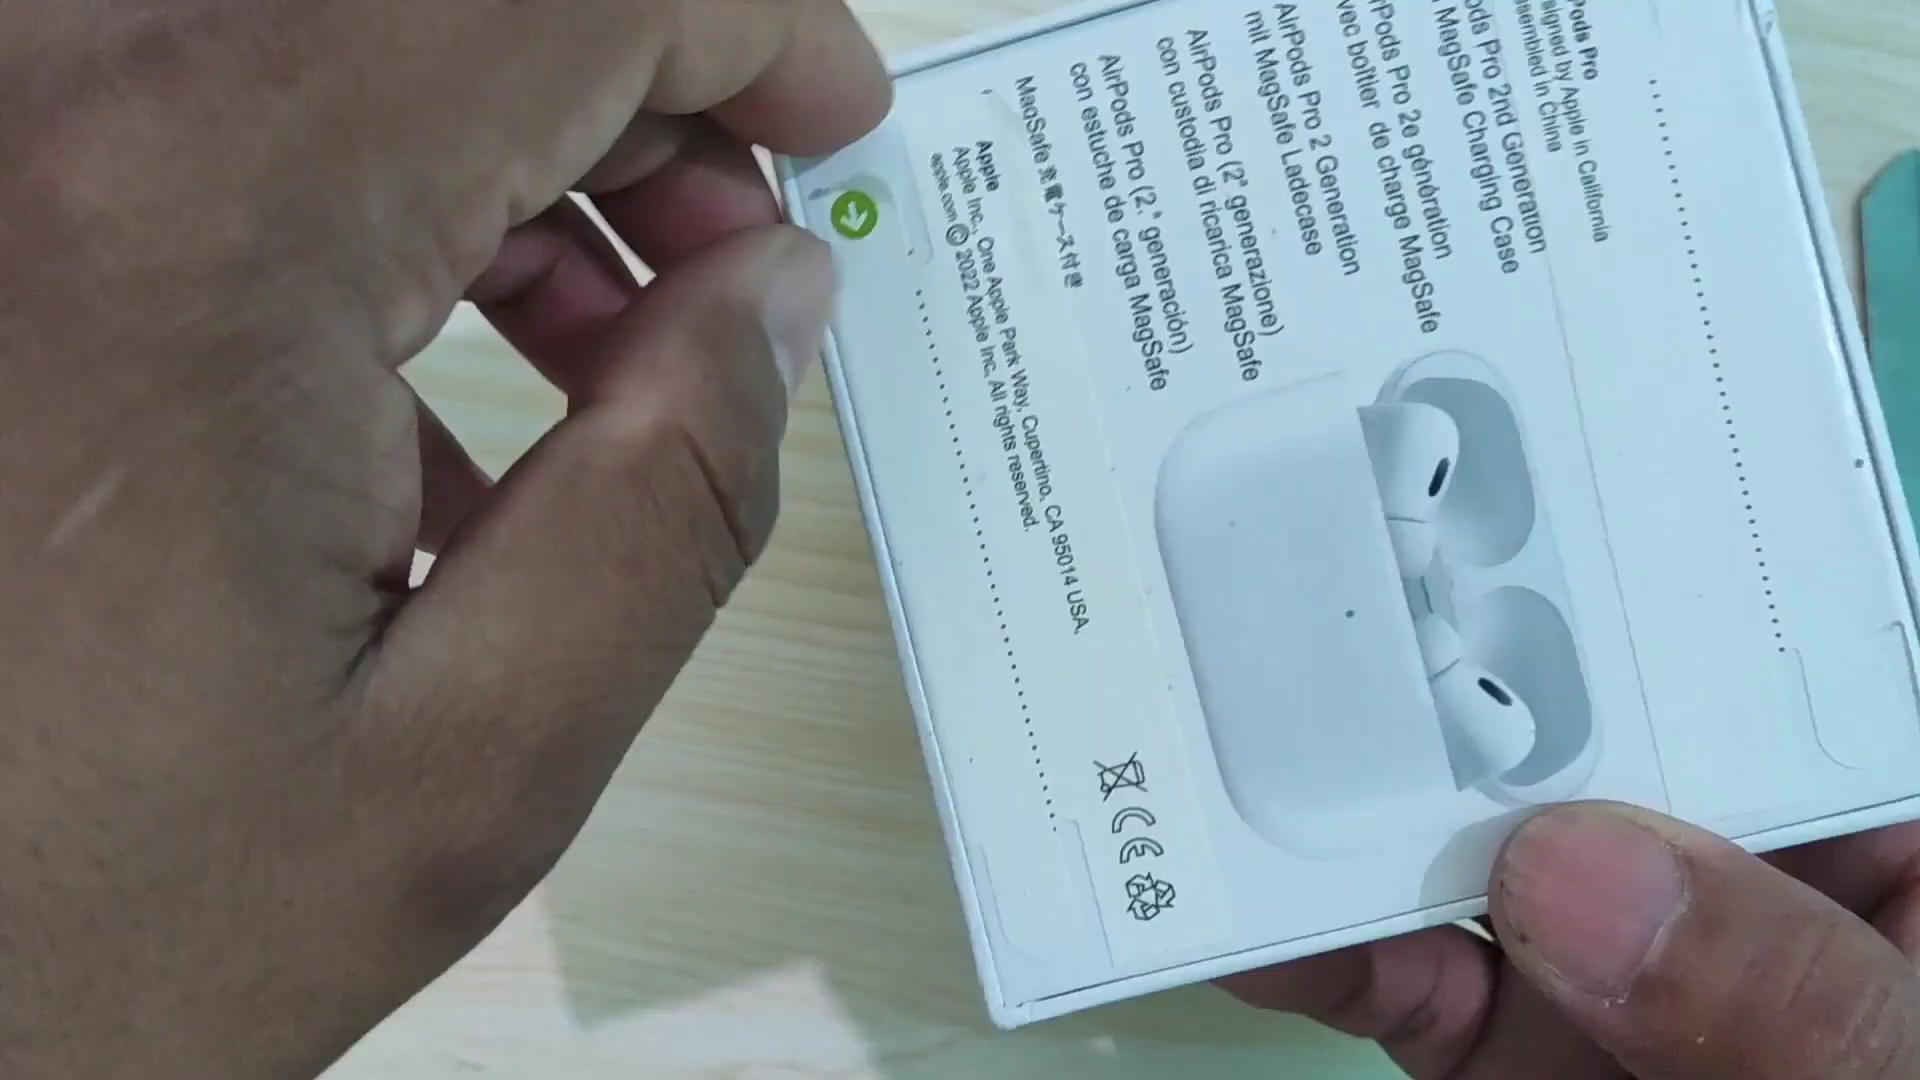 Pods Pro
signed by Apple in California
sembled in China
ods Pro 2nd Generation
MagSafe Charging Case
rPods Pro 2e génération
vec boîtier de charge MagSafe
AirPods Pro 2 Generation
mit MagSafe Ladecase
AirPods Pro (2ª generazione)
con custodia di ricarica MagSafe
AirPods Pro (2.ª generación)
con estuche de carga MagSafe
MagSafe 充電ケース付き
Apple
Apple Inc., One Apple Park Way, Cupertino, CA 95014 USA.
apple.com © 2022 Apple Inc. All rights reserved.
CE